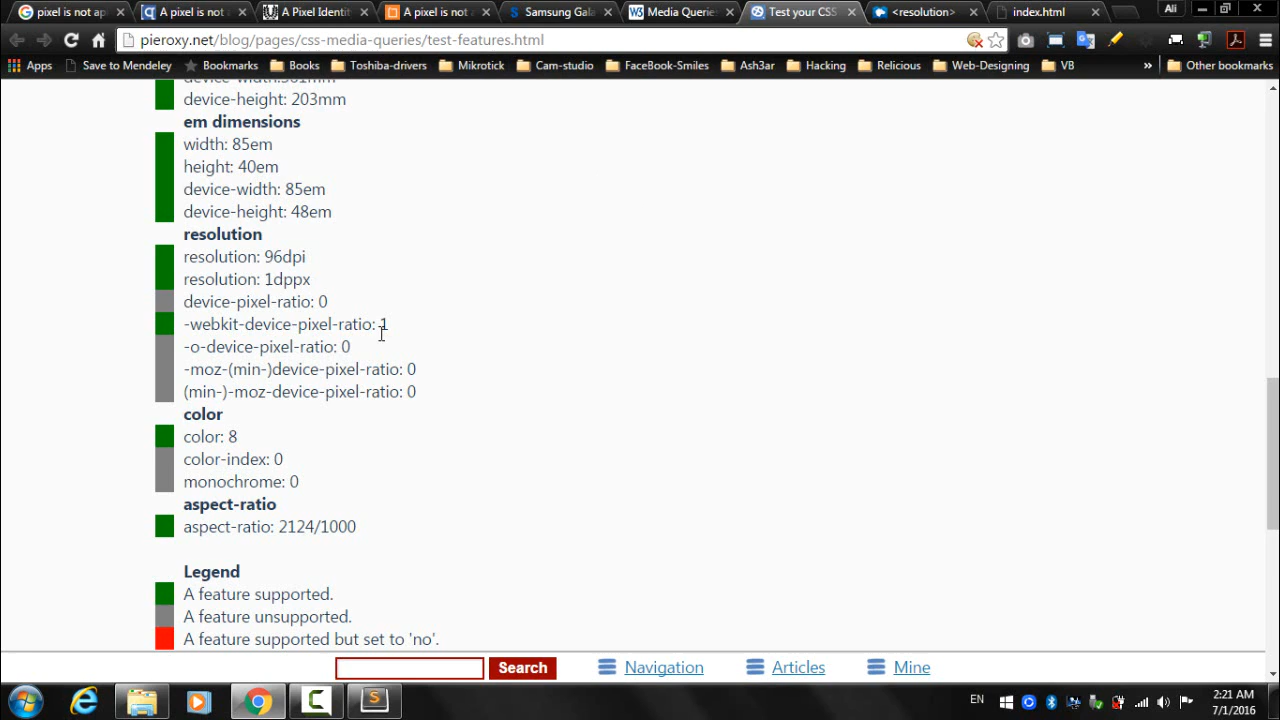 pixel is not ap
A pixel is not a
A Pixel Identit
A pixel is not a
Samsung Gala
Media Querie
Test your CSS
<resolution>
index.html
Ali
pieroxy.net/blog/pages/css-media-queries/test-features.html
Apps
Save to Mendeley
Bookmarks
Books
Toshiba-drivers
Mikrotick
Cam-studio
FaceBook-Smiles
Ash3ar
Hacking
Relicious
Web-Designing
VB
»
Other bookmarks
device-width:361mm
device-height: 203mm
em dimensions
width: 85em
height: 40em
device-width: 85em
device-height: 48em
resolution
resolution: 96dpi
resolution: 1dppx
device-pixel-ratio: 0
-webkit-device-pixel-ratio: 1
-o-device-pixel-ratio: 0
-moz-(min-)device-pixel-ratio: 0
(min-)-moz-device-pixel-ratio: 0
color
color: 8
color-index: 0
monochrome: 0
aspect-ratio
aspect-ratio: 2124/1000
Legend
A feature supported.
A feature unsupported.
A feature supported but set to 'no'.
Search
Navigation
Articles
Mine
EN
2:21 AM
7/1/2016